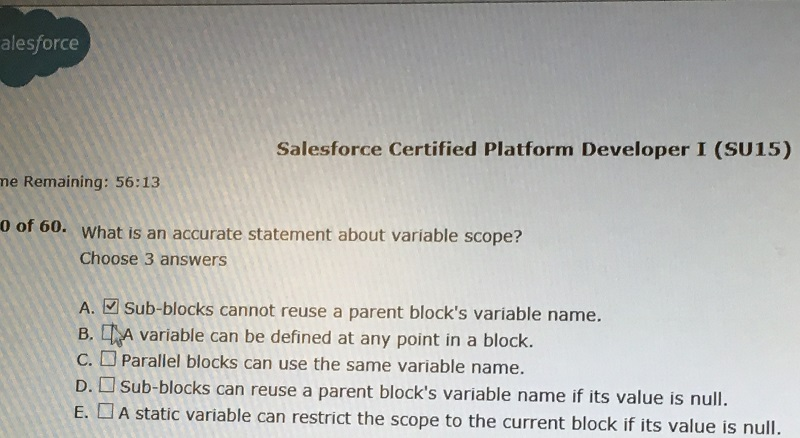 alesforce
Salesforce Certified Platform Developer I (SU15)
me Remaining: 56:13
0 of 60. What is an accurate statement about variable scope?
Choose 3 answers
A. Sub-blocks cannot reuse a parent block's variable name.
B. A variable can be defined at any point in a block.
C. Parallel blocks can use the same variable name.
D. Sub-blocks can reuse a parent block's variable name if its value is null.
E. A static variable can restrict the scope to the current block if its value is null.